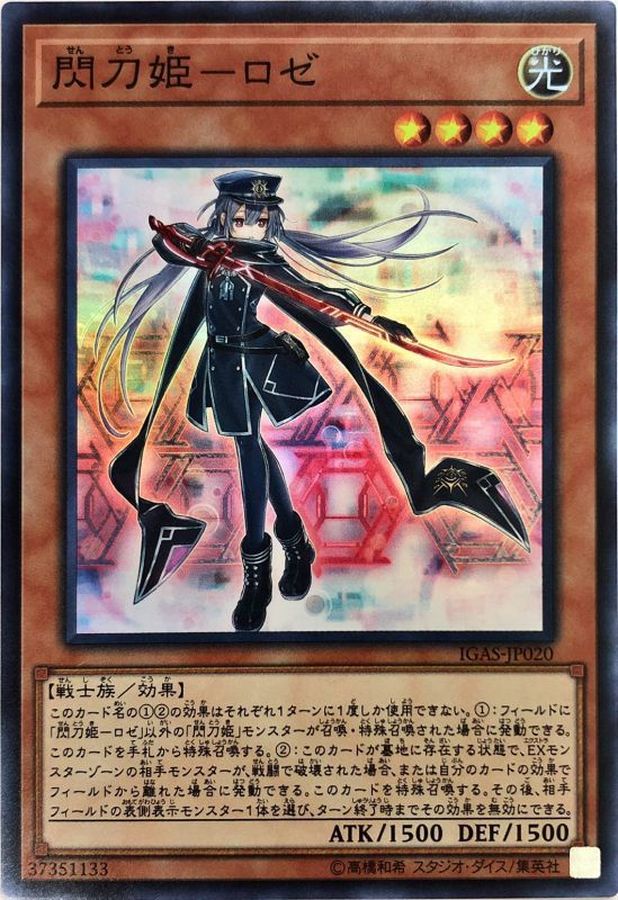 閃刀姫－ロゼ
光
IGAS-JP020
【戦士族／効果】
このカード名の①②の効果はそれぞれ１ターンに１度しか使用できない。①：フィールドに
「閃刀姫－ロゼ」以外の「閃刀姫」モンスターが召喚・特殊召喚された場合に発動できる。
このカードを手札から特殊召喚する。②：このカードが墓地に存在する状態で、EXモン
スターゾーンの相手モンスターが、戦闘で破壊された場合、または自分のカードの効果で
フィールドから離れた場合に発動できる。このカードを特殊召喚する。その後、相手
フィールドの表側表示モンスター１体を選び、ターン終了時までその効果を無効にできる。
ATK/1500 DEF/1500
37351133
©高橋和希 スタジオ・ダイス/集英社